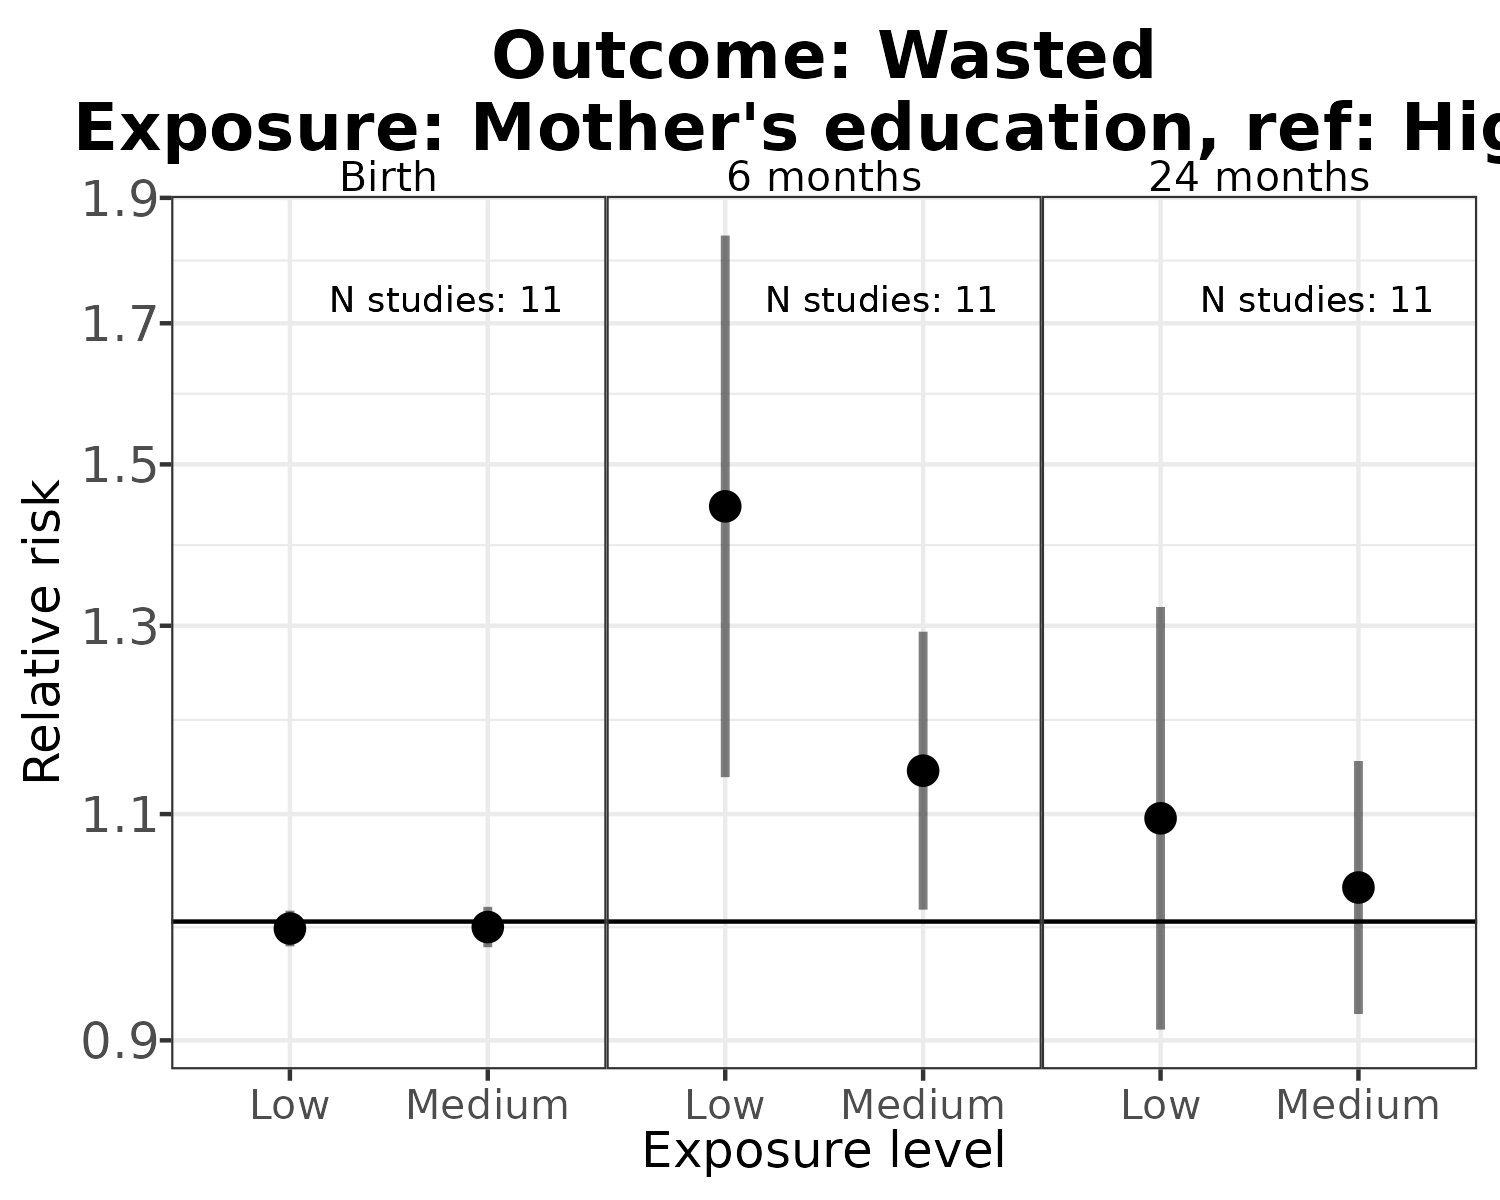 Outcome: Wasted
Exposure: Mother's education, ref: Hig
Birth
6 months
24 months
1.9
1.7
1.5
1.3
1.1
0.9
Relative risk
N studies: 11
N studies: 11
N studies: 11
Low
Medium
Low
Medium
Low
Medium
Exposure level